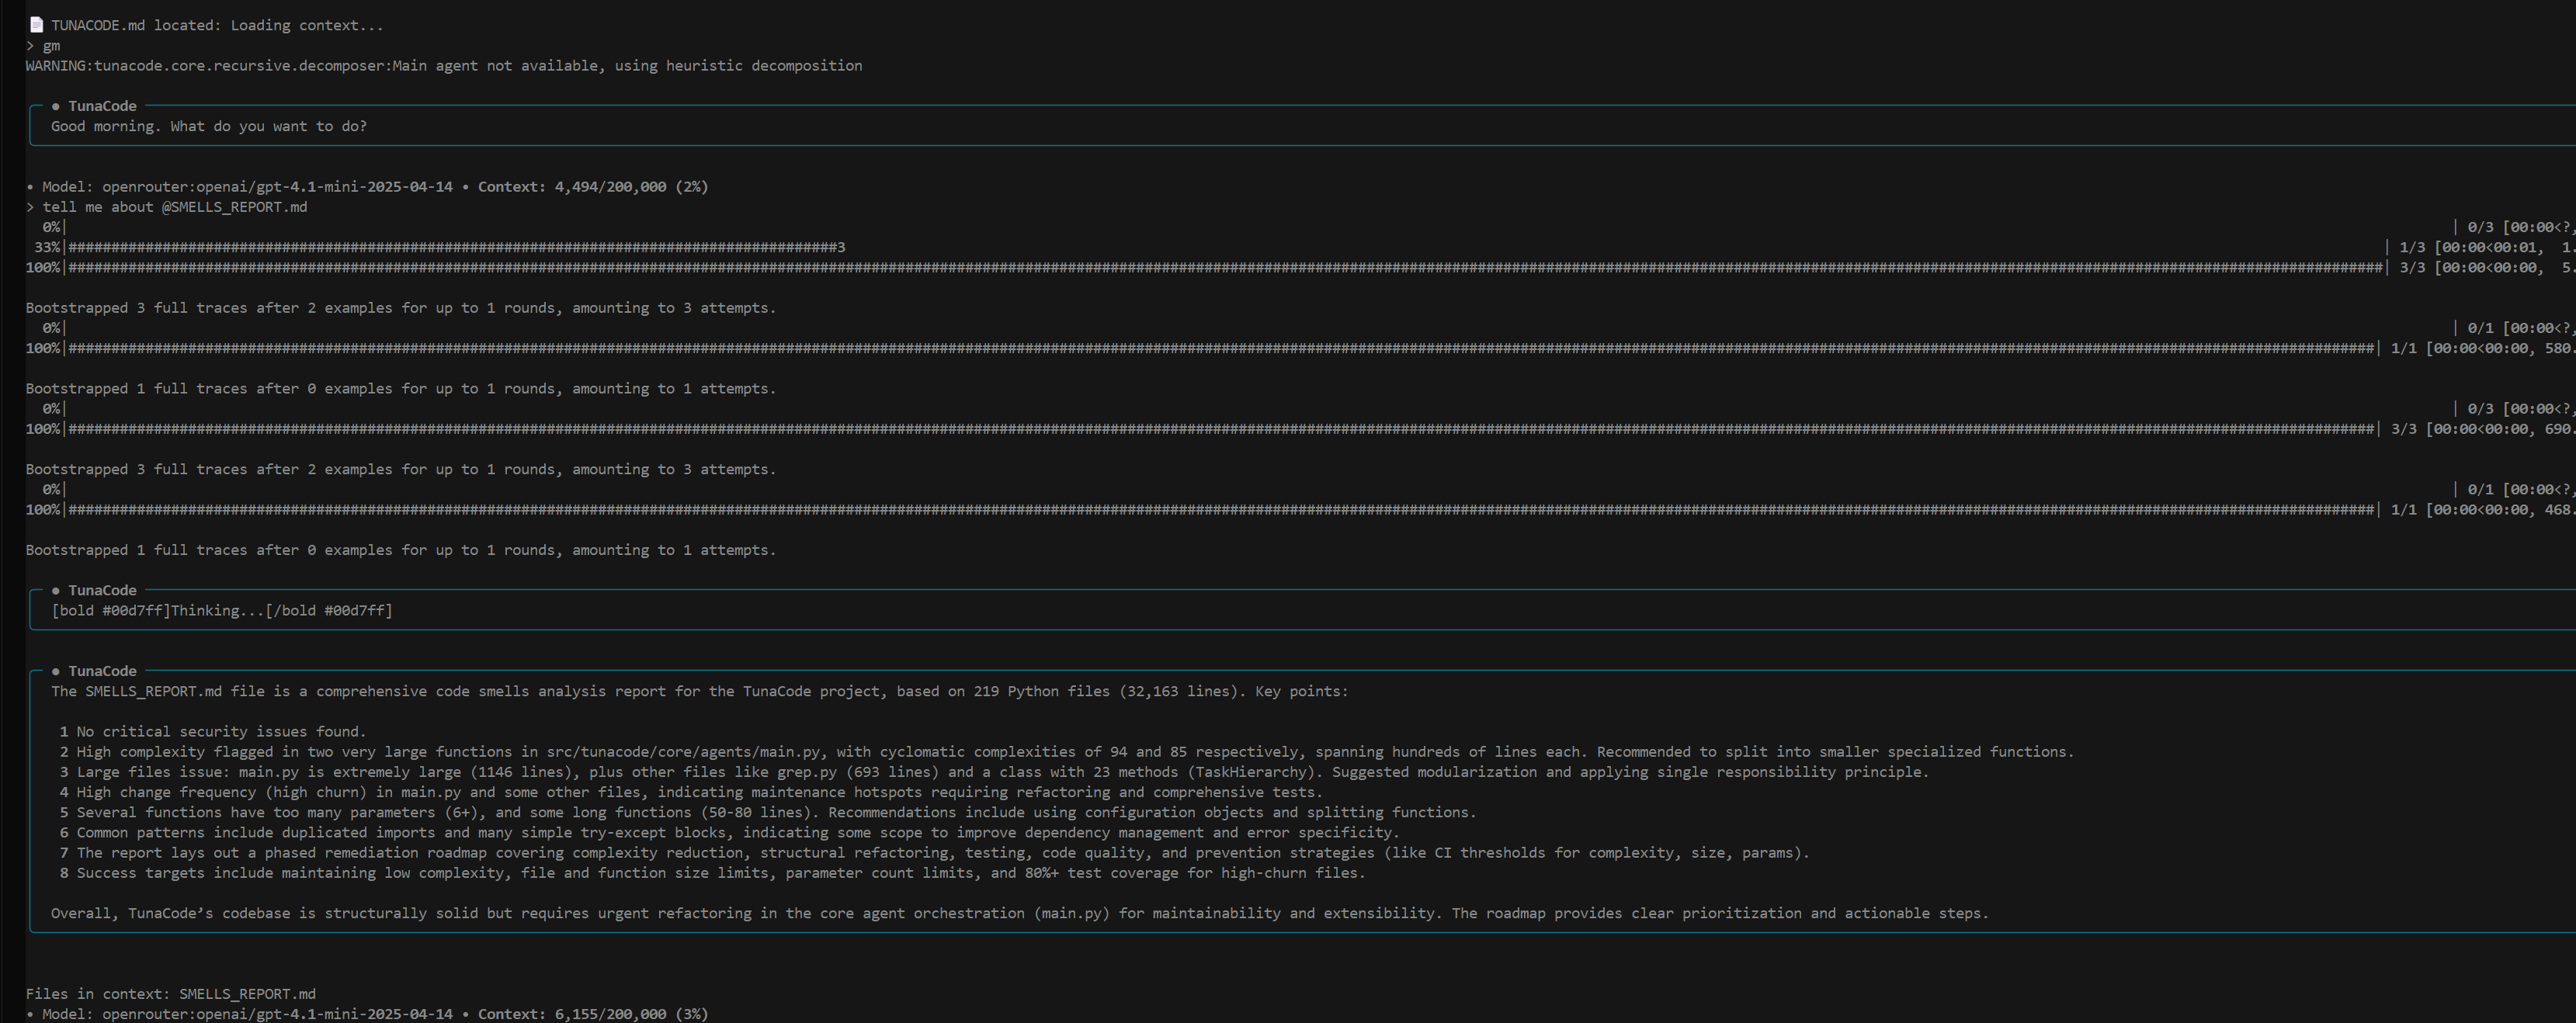 TUNACODE.md located: Loading context...
> gm
WARNING:tunacode.core.recursive.decomposer:Main agent not available, using heuristic decomposition
● TunaCode
Good morning. What do you want to do?
• Model: openrouter:openai/gpt-4.1-mini-2025-04-14 • Context: 4,494/200,000 (2%)
> tell me about @SMELLS_REPORT.md
0%| | 0/3 [00:00<?,
33%|##########################################################################################3 | 1/3 [00:00<00:01, 1.
100%|##########| 3/3 [00:00<00:00, 5.
Bootstrapped 3 full traces after 2 examples for up to 1 rounds, amounting to 3 attempts.
0%| | 0/1 [00:00<?,
100%|##########| 1/1 [00:00<00:00, 580.
Bootstrapped 1 full traces after 0 examples for up to 1 rounds, amounting to 1 attempts.
0%| | 0/3 [00:00<?,
100%|##########| 3/3 [00:00<00:00, 690.
Bootstrapped 3 full traces after 2 examples for up to 1 rounds, amounting to 3 attempts.
0%| | 0/1 [00:00<?,
100%|##########| 1/1 [00:00<00:00, 468.
Bootstrapped 1 full traces after 0 examples for up to 1 rounds, amounting to 1 attempts.
● TunaCode
[bold #00d7ff]Thinking...[/bold #00d7ff]
● TunaCode
The SMELLS_REPORT.md file is a comprehensive code smells analysis report for the TunaCode project, based on 219 Python files (32,163 lines). Key points:
1 No critical security issues found.
2 High complexity flagged in two very large functions in src/tunacode/core/agents/main.py, with cyclomatic complexities of 94 and 85 respectively, spanning hundreds of lines each. Recommended to split into smaller specialized functions.
3 Large files issue: main.py is extremely large (1146 lines), plus other files like grep.py (693 lines) and a class with 23 methods (TaskHierarchy). Suggested modularization and applying single responsibility principle.
4 High change frequency (high churn) in main.py and some other files, indicating maintenance hotspots requiring refactoring and comprehensive tests.
5 Several functions have too many parameters (6+), and some long functions (50-80 lines). Recommendations include using configuration objects and splitting functions.
6 Common patterns include duplicated imports and many simple try-except blocks, indicating some scope to improve dependency management and error specificity.
7 The report lays out a phased remediation roadmap covering complexity reduction, structural refactoring, testing, code quality, and prevention strategies (like CI thresholds for complexity, size, params).
8 Success targets include maintaining low complexity, file and function size limits, parameter count limits, and 80%+ test coverage for high-churn files.
Overall, TunaCode’s codebase is structurally solid but requires urgent refactoring in the core agent orchestration (main.py) for maintainability and extensibility. The roadmap provides clear prioritization and actionable steps.
Files in context: SMELLS_REPORT.md
• Model: openrouter:openai/gpt-4.1-mini-2025-04-14 • Context: 6,155/200,000 (3%)